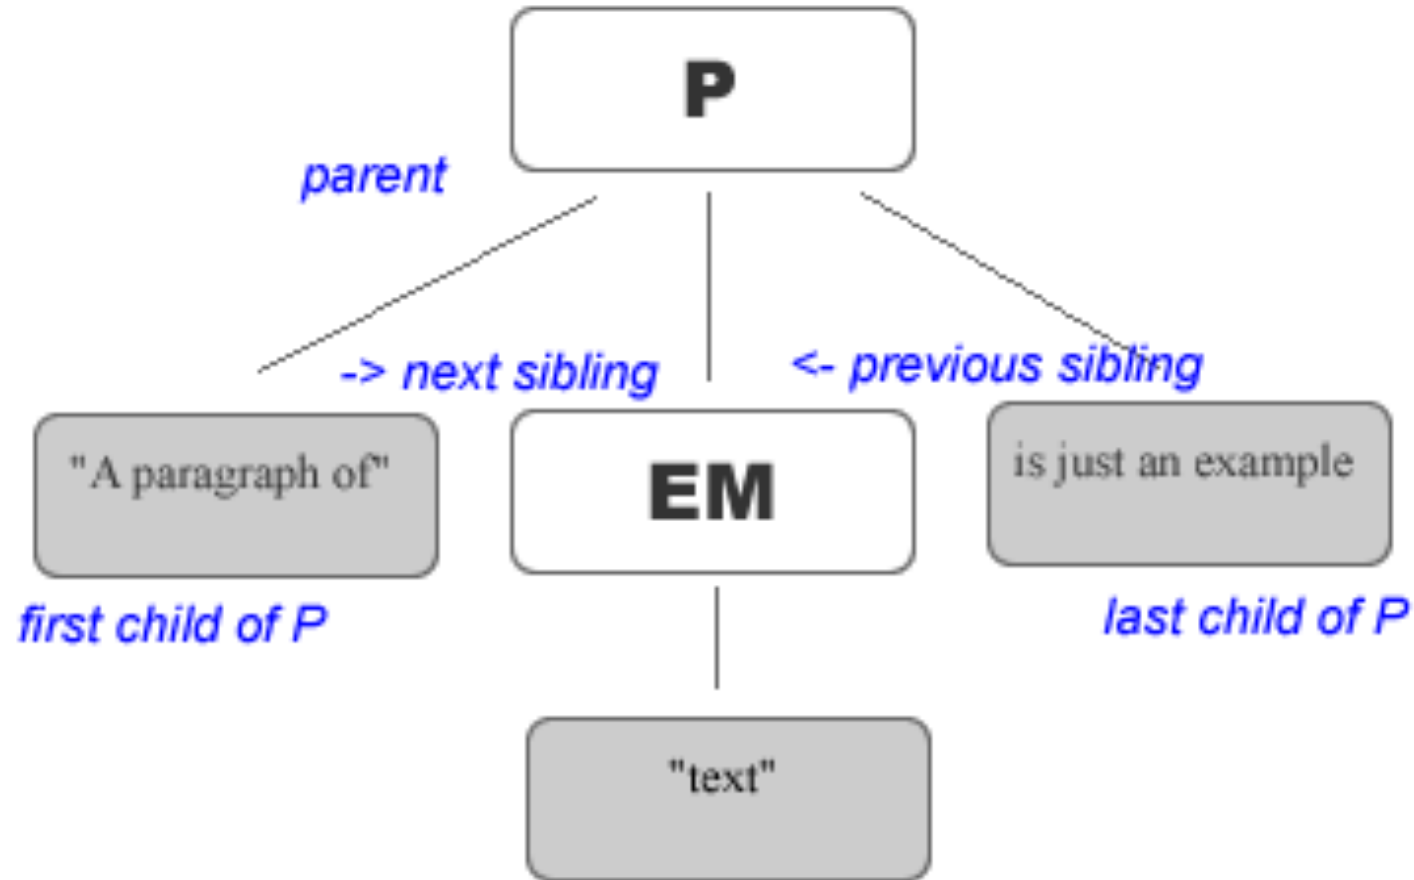 P
parent
-> next sibling
<- previous sibling
"A paragraph of"
EM
is just an example
first child of P
last child of P
"text"